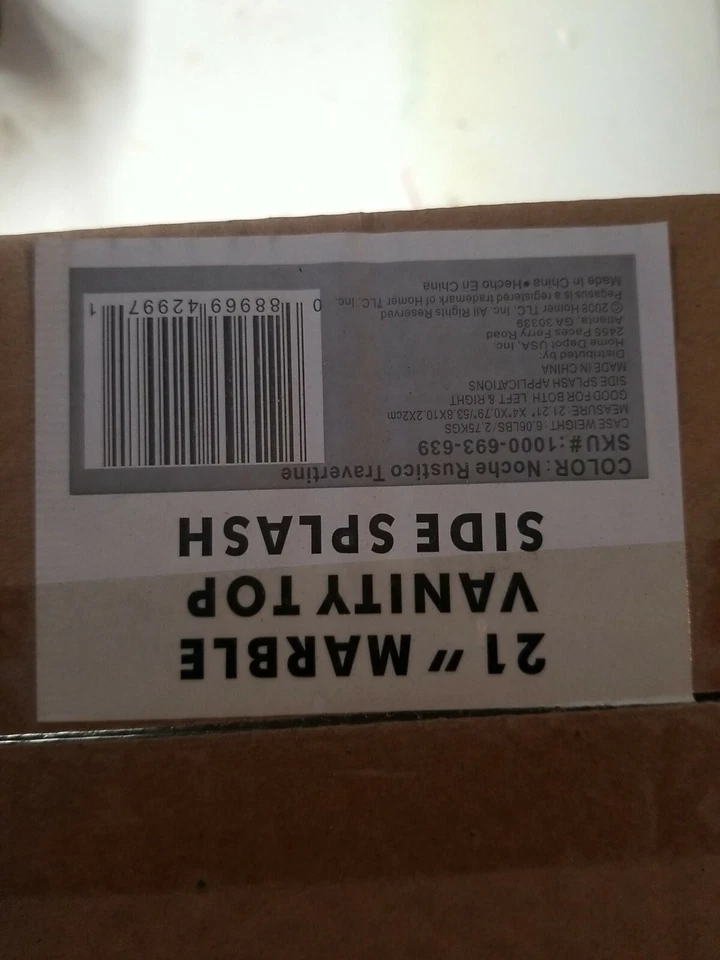 21" MARBLE
VANITY TOP
SIDE SPLASH
COLOR: Noche Rustico Travertine
SKU#:1000-693-639
CASE WEIGHT: 6.06LBS/2.75KGS
MEASURE: 21.21" X4"X0.79"/53.8X10.2X2cm
GOOD FOR BOTH LEFT & RIGHT
SIDE SPLASH APPLICATIONS
MADE IN CHINA
Distributed by:
Home Depot USA, Inc.
2455 Paces Ferry Road
Atlanta, GA 30339
© 2008 Homer TLC, Inc. All Rights Reserved
Pegasus is a registered trademark of Homer TLC, Inc.
Made in China•Hecho En China
0 88969 42997 1